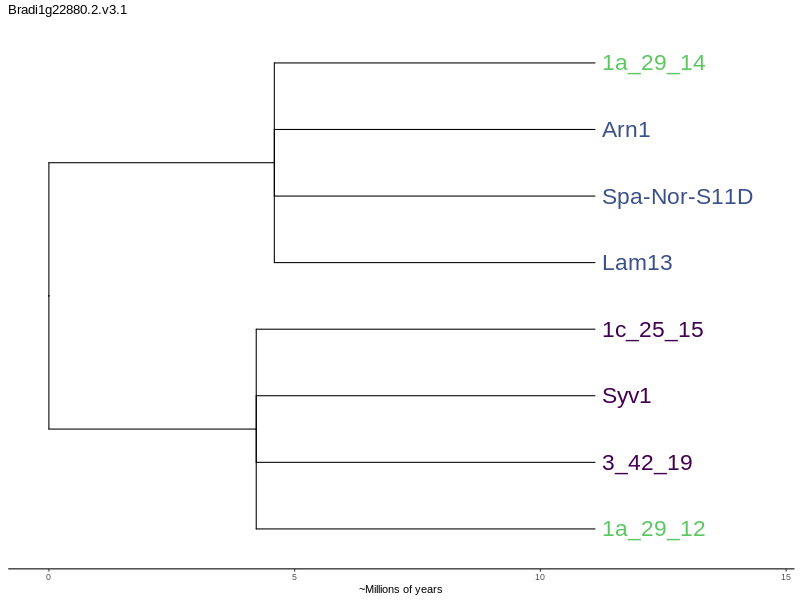 Bradi1g22880.2.v3.1
1a_29_14
Arn1
Spa-Nor-S11D
Lam13
1c_25_15
Syv1
3_42_19
1a_29_12
0 5 10 15
~Millions of years